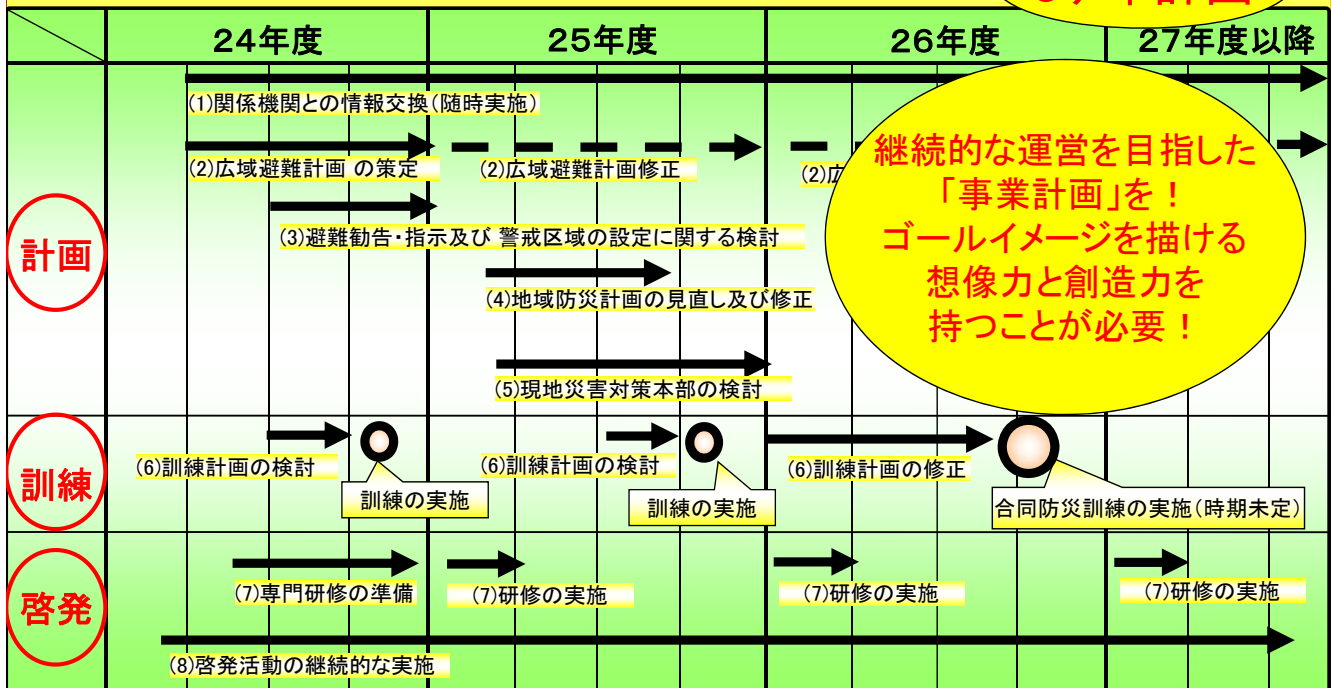 24年度
25年度
26年度
27年度以降
計画
(1)関係機関との情報交換(随時実施)
(2)広域避難計画 の策定
(2)広域避難計画修正
(2)広
(3)避難勧告・指示及び 警戒区域の設定に関する検討
(4)地域防災計画の見直し及び修正
(5)現地災害対策本部の検討
継続的な運営を目指した
「事業計画」を!
ゴールイメージを描ける
想像力と創造力を
持つことが必要!
訓練
(6)訓練計画の検討
訓練の実施
(6)訓練計画の検討
訓練の実施
(6)訓練計画の修正
合同防災訓練の実施(時期未定)
啓発
(7)専門研修の準備
(7)研修の実施
(7)研修の実施
(7)研修の実施
(8)啓発活動の継続的な実施